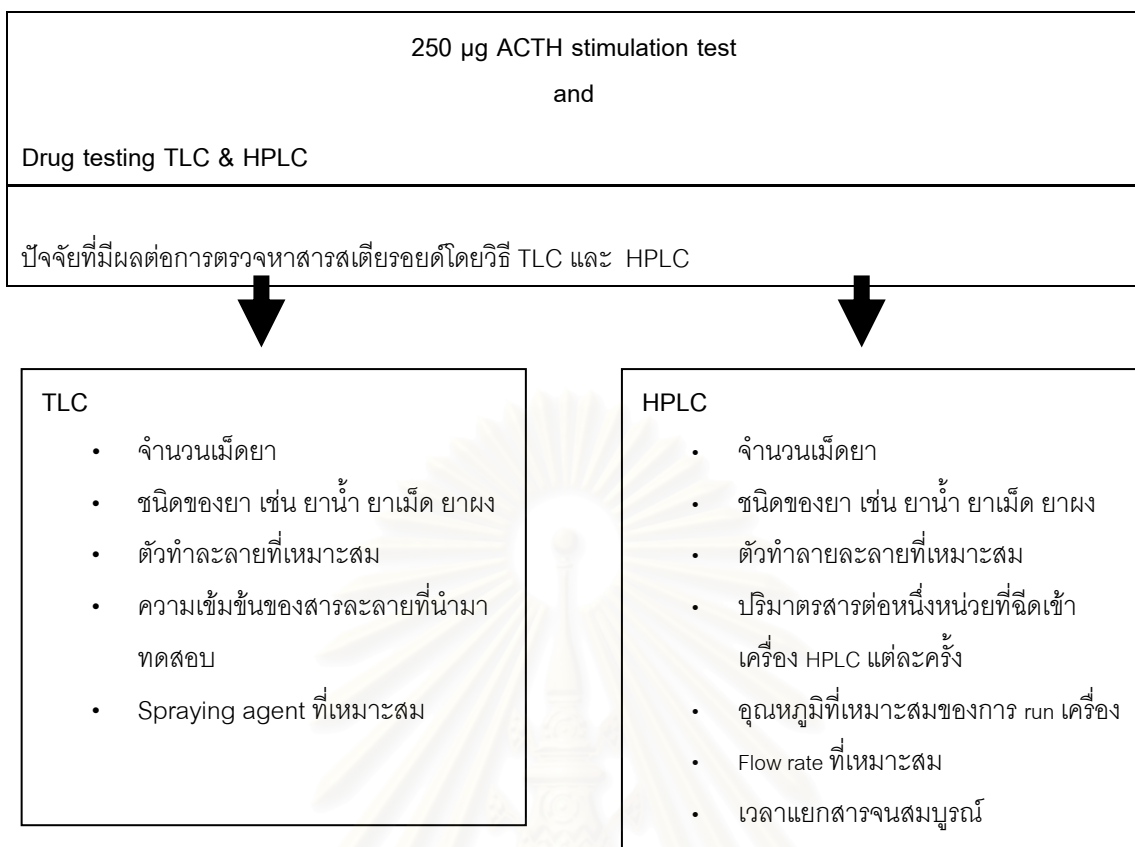 250 µg ACTH stimulation test
and
Drug testing TLC & HPLC
ปัจจัยที่มีผลต่อการตรวจหาสารสเตียรอยด์โดยวิธี TLC และ HPLC
TLC
• จำนวนเม็ดยา
• ชนิดของยา เช่น ยาน้ำ ยาเม็ด ยาผง
• ตัวทำละลายที่เหมาะสม
• ความเข้มข้นของสารละลายที่นำมา
ทดสอบ
• Spraying agent ที่เหมาะสม
HPLC
• จำนวนเม็ดยา
• ชนิดของยา เช่น ยาน้ำ ยาเม็ด ยาผง
• ตัวทำลายละลายที่เหมาะสม
• ปริมาตรสารต่อหนึ่งหน่วยที่ฉีดเข้า
เครื่อง HPLC แต่ละครั้ง
• อุณหภูมิที่เหมาะสมของการ run เครื่อง
• Flow rate ที่เหมาะสม
• เวลาแยกสารจนสมบูรณ์